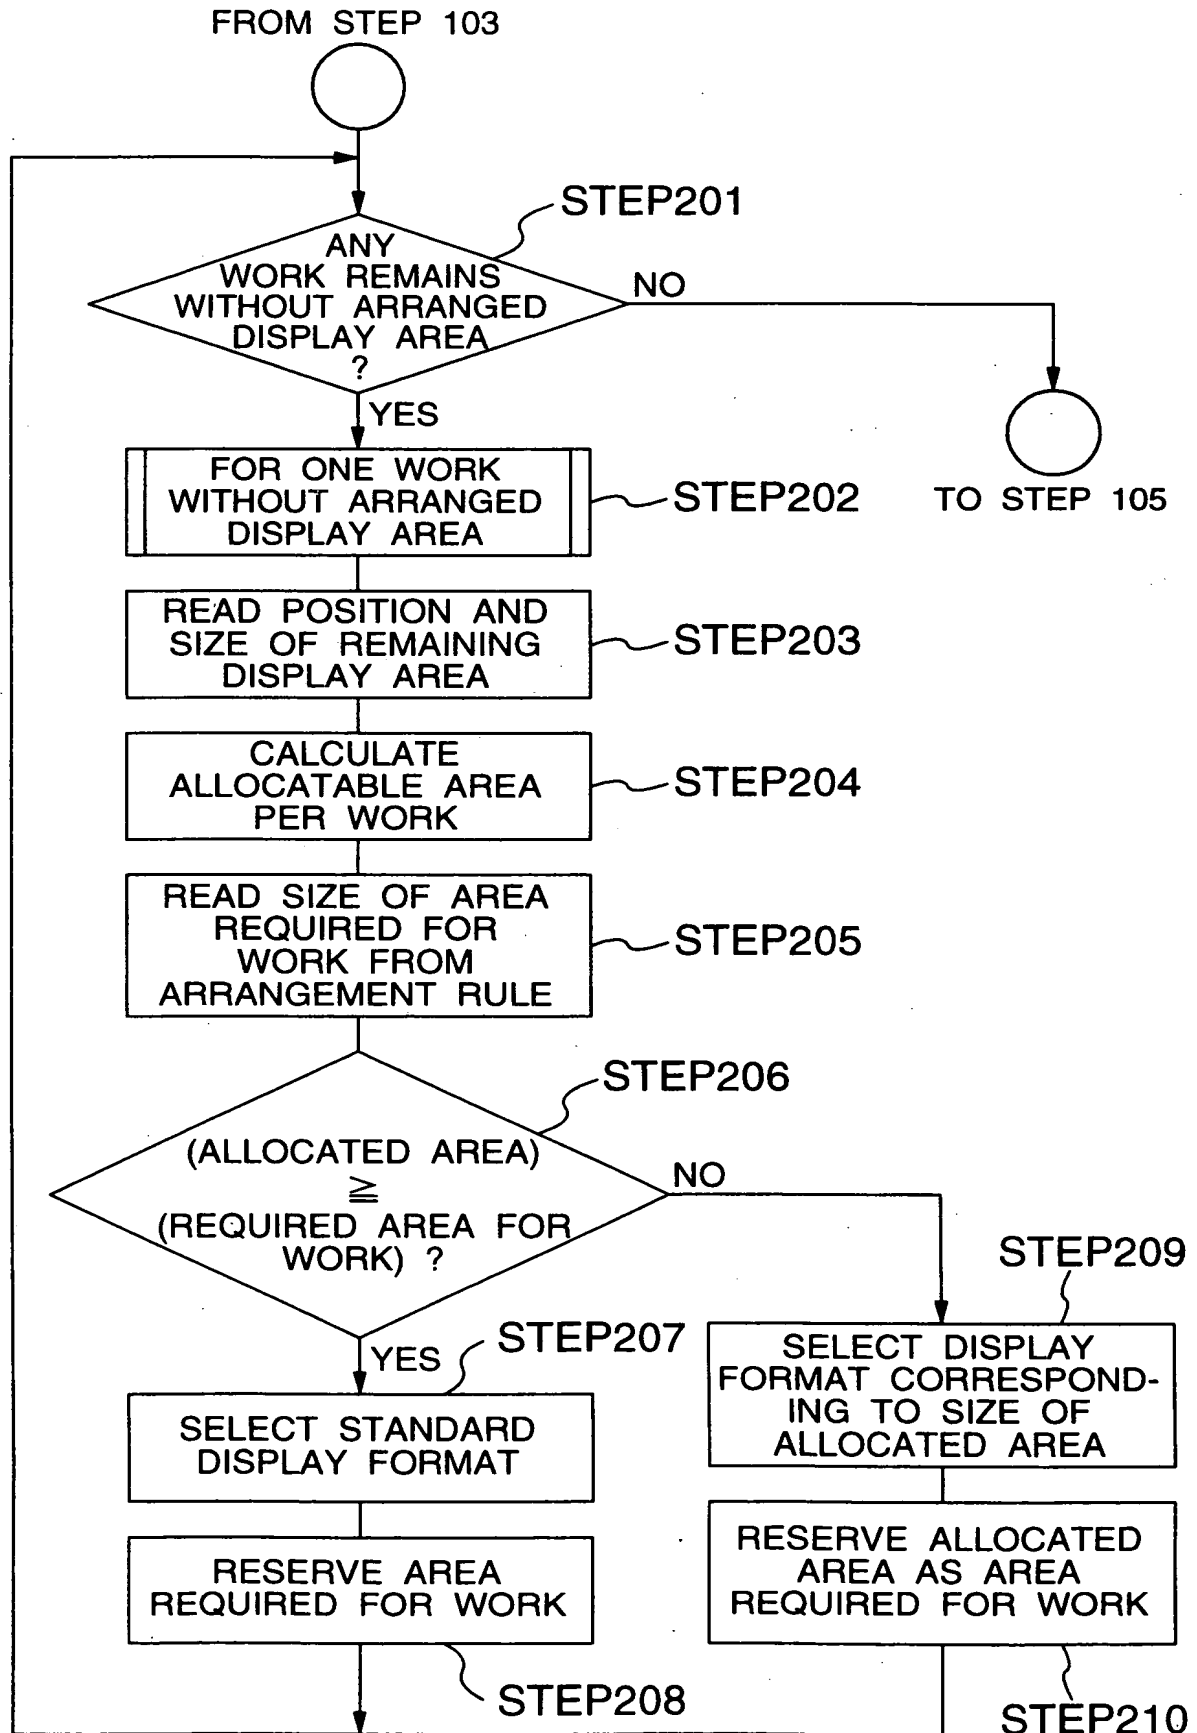 FROM STEP 103
STEP201
ANY
WORK REMAINS
WITHOUT ARRANGED
DISPLAY AREA
?
NO
YES
TO STEP 105
FOR ONE WORK
WITHOUT ARRANGED
DISPLAY AREA
STEP202
READ POSITION AND
SIZE OF REMAINING
DISPLAY AREA
STEP203
CALCULATE
ALLOCATABLE AREA
PER WORK
STEP204
READ SIZE OF AREA
REQUIRED FOR
WORK FROM
ARRANGEMENT RULE
STEP205
STEP206
(ALLOCATED AREA)
≧
(REQUIRED AREA FOR
WORK) ?
NO
YES
STEP207
SELECT STANDARD
DISPLAY FORMAT
RESERVE AREA
REQUIRED FOR WORK
STEP208
STEP209
SELECT DISPLAY
FORMAT CORRESPOND-
ING TO SIZE OF
ALLOCATED AREA
RESERVE ALLOCATED
AREA AS AREA
REQUIRED FOR WORK
STEP210